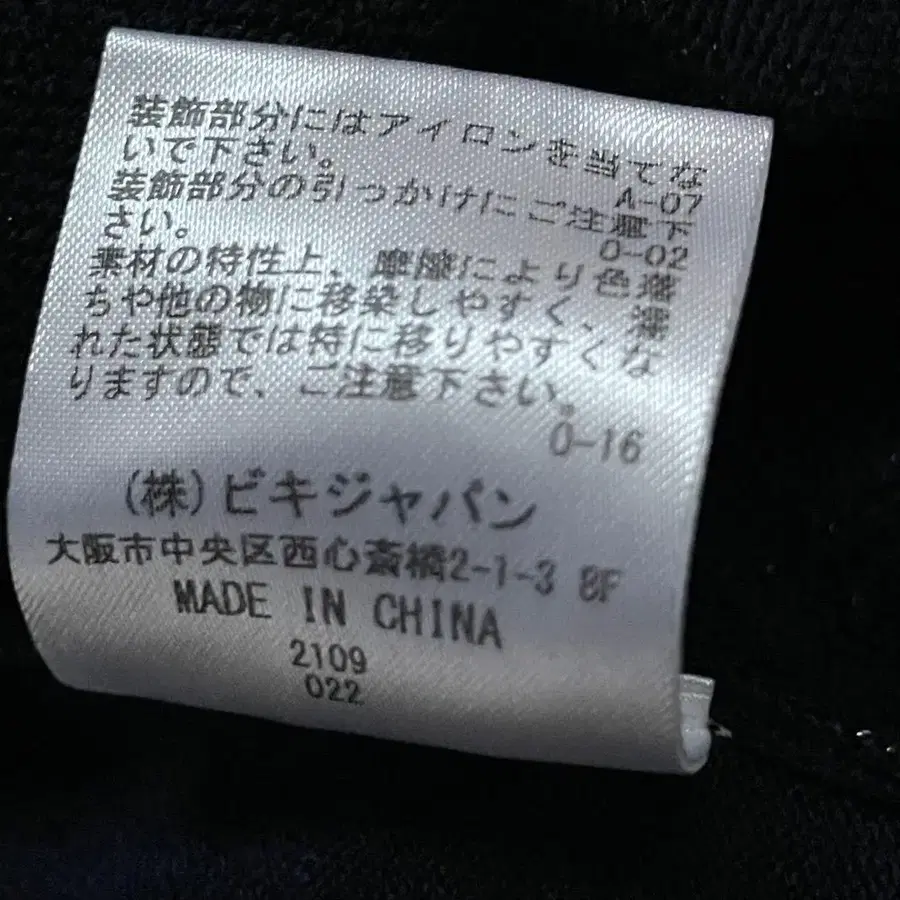 装飾部分にはアイロンを当てな
いで下さい。
A-07
装飾部分の引っかけにご注意下
さい。
O-02
素材の特性上、摩擦により色落
ちや他の物に移染しやすく、濡
れた状態では特に移りやすくな
りますので、ご注意下さい。
O-16
(株)ビキジャパン
大阪市中央区西心斎橋2-1-3 8F
MADE IN CHINA
2109
022